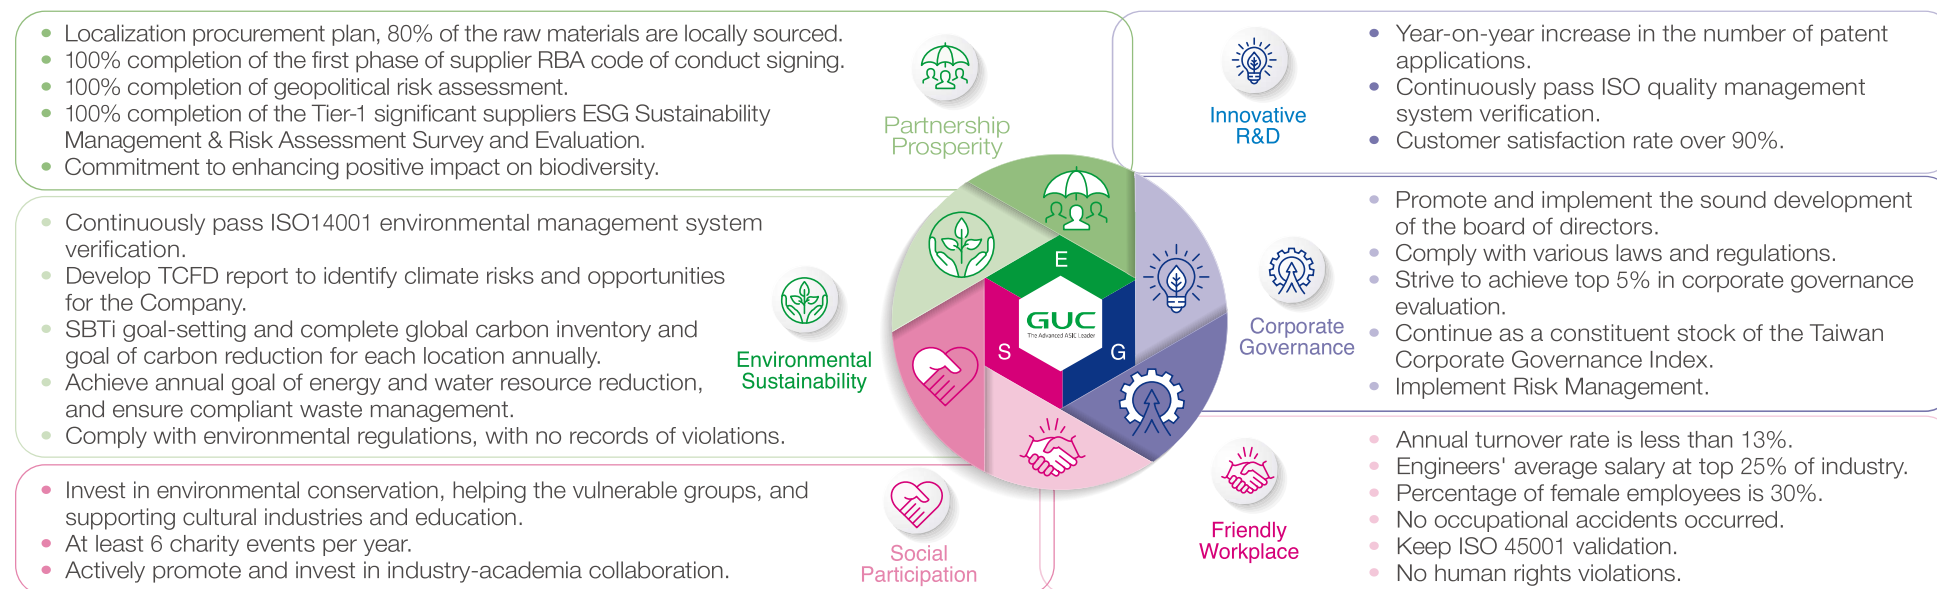 • Localization procurement plan, 80% of the raw materials are locally sourced.
• 100% completion of the first phase of supplier RBA code of conduct signing.
• 100% completion of geopolitical risk assessment.
• 100% completion of the Tier-1 significant suppliers ESG Sustainability
Management & Risk Assessment Survey and Evaluation.
• Commitment to enhancing positive impact on biodiversity.
Partnership
Prosperity
Innovative
R&D
• Year-on-year increase in the number of patent
applications.
• Continuously pass ISO quality management
system verification.
• Customer satisfaction rate over 90%.
• Continuously pass ISO14001 environmental management system
verification.
• Develop TCFD report to identify climate risks and opportunities
for the Company.
• SBTi goal-setting and complete global carbon inventory and
goal of carbon reduction for each location annually.
• Achieve annual goal of energy and water resource reduction,
and ensure compliant waste management.
• Comply with environmental regulations, with no records of violations.
Environmental
Sustainability
E
S
G
GUC
The Advanced ASIC Leader
Corporate
Governance
• Promote and implement the sound development
of the board of directors.
• Comply with various laws and regulations.
• Strive to achieve top 5% in corporate governance
evaluation.
• Continue as a constituent stock of the Taiwan
Corporate Governance Index.
• Implement Risk Management.
• Invest in environmental conservation, helping the vulnerable groups, and
supporting cultural industries and education.
• At least 6 charity events per year.
• Actively promote and invest in industry-academia collaboration.
Social
Participation
Friendly
Workplace
• Annual turnover rate is less than 13%.
• Engineers' average salary at top 25% of industry.
• Percentage of female employees is 30%.
• No occupational accidents occurred.
• Keep ISO 45001 validation.
• No human rights violations.